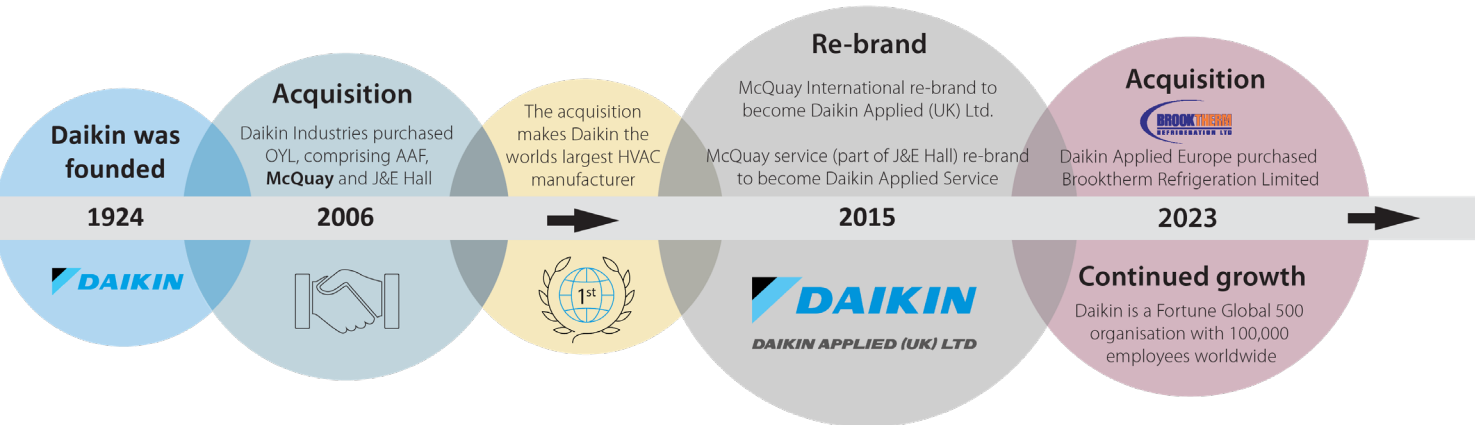 Daikin was
founded
1924
DAIKIN
Acquisition
Daikin Industries purchased
OYL, comprising AAF,
McQuay and J&E Hall
2006
The acquisition
makes Daikin the
worlds largest HVAC
manufacturer
1st
Re-brand
McQuay International re-brand to
become Daikin Applied (UK) Ltd.
McQuay service (part of J&E Hall) re-brand
to become Daikin Applied Service
2015
DAIKIN
DAIKIN APPLIED (UK) LTD
Acquisition
BROOKTHERM
REFRIGERATION LTD
Daikin Applied Europe purchased
Brooktherm Refrigeration Limited
2023
Continued growth
Daikin is a Fortune Global 500
organisation with 100,000
employees worldwide